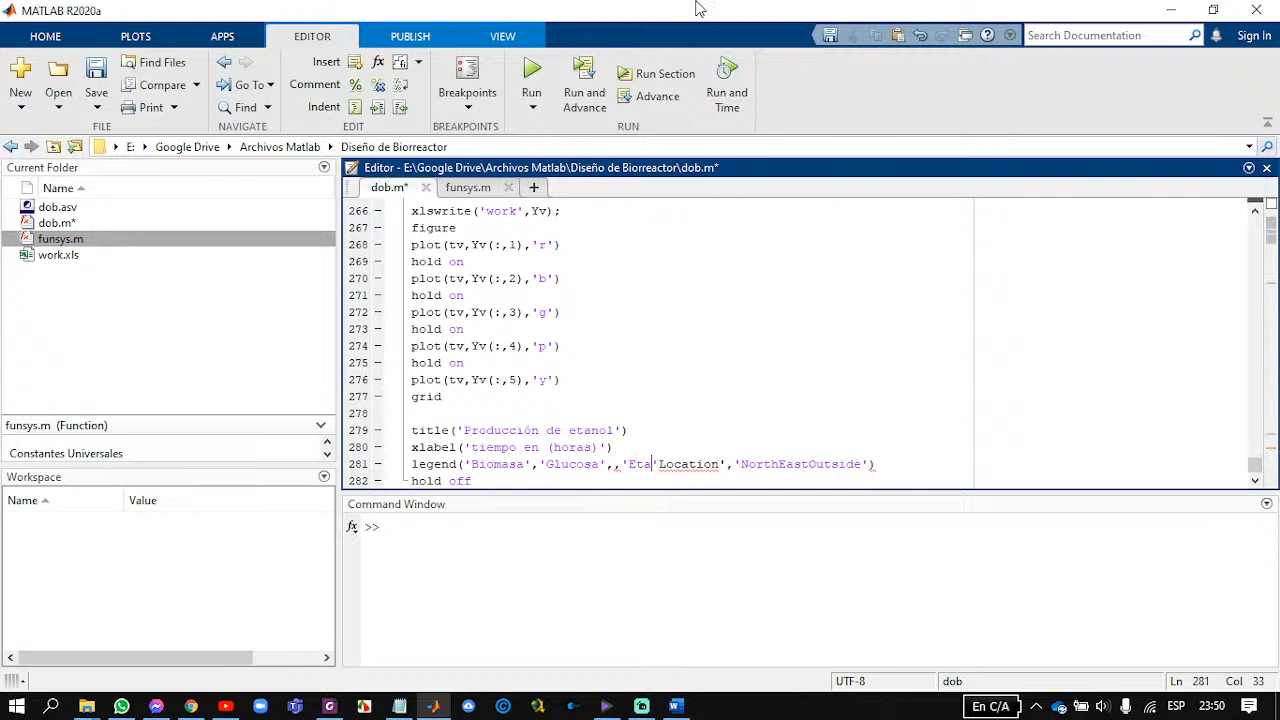 MATLAB R2020a
HOME PLOTS APPS EDITOR PUBLISH VIEW Search Documentation Sign In
New Open Save Find Files Compare Print Go To Find Insert Comment Indent fx Breakpoints Run Run and Advance Run Section Advance Run and Time
FILE NAVIGATE EDIT BREAKPOINTS RUN
E: Google Drive Archivos Matlab Diseño de Biorreactor
Current Folder
Name
dob.asv
dob.m*
funsys.m
work.xls
funsys.m (Function)
Constantes Universales
Workspace
Name Value
Editor - E:\Google Drive\Archivos Matlab\Diseño de Biorreactor\dob.m*
dob.m* funsys.m
266 - xlswrite('work',Yv);
267 - figure
268 - plot(tv,Yv(:,1),'r')
269 - hold on
270 - plot(tv,Yv(:,2),'b')
271 - hold on
272 - plot(tv,Yv(:,3),'g')
273 - hold on
274 - plot(tv,Yv(:,4),'p')
275 - hold on
276 - plot(tv,Yv(:,5),'y')
277 - grid
278
279 - title('Producción de etanol')
280 - xlabel('tiempo en (horas)')
281 - legend('Biomasa','Glucosa',,'Eta'Location','NorthEastOutside')
282 - hold off
Command Window
fx >>
UTF-8 dob Ln 281 Col 33
En C/A ESP 23:50